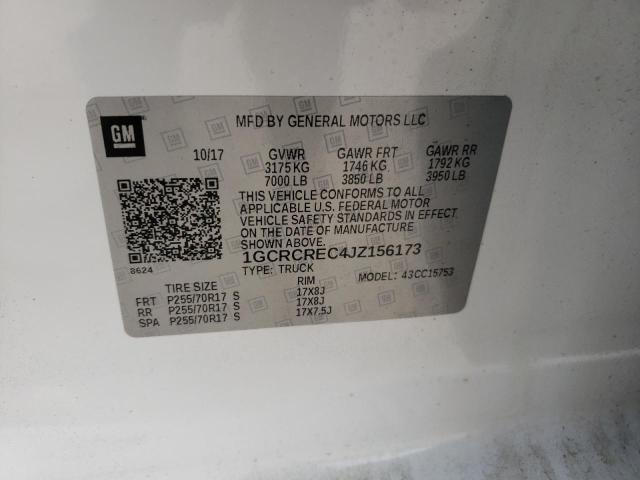 GM
MFD BY GENERAL MOTORS LLC
10/17 GVWR GAWR FRT GAWR RR
3175 KG 1746 KG 1792 KG
7000 LB 3850 LB 3950 LB
THIS VEHICLE CONFORMS TO ALL
APPLICABLE U.S. FEDERAL MOTOR
VEHICLE SAFETY STANDARDS IN EFFECT
ON THE DATE OF MANUFACTURE
SHOWN ABOVE.
8624
1GCRCREC4JZ156173
TYPE: TRUCK MODEL: 43CC15753
TIRE SIZE RIM
FRT P255/70R17 S 17X8J
RR P255/70R17 S 17X8J
SPA P255/70R17 S 17X7.5J